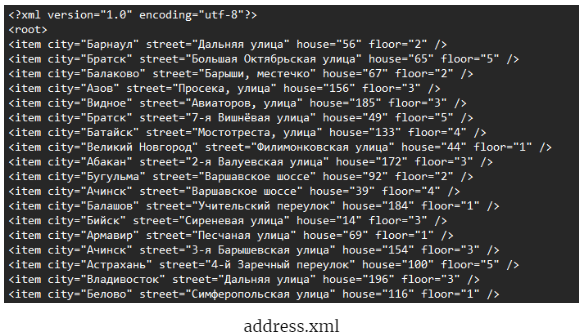 <?xml version="1.0" encoding="utf-8"?>
<root>
<item city="Барнаул" street="Дальняя улица" house="56" floor="2" />
<item city="Братск" street="Большая Октябрьская улица" house="65" floor="5" />
<item city="Балаково" street="Барыши, местечко" house="67" floor="2" />
<item city="Азов" street="Просека, улица" house="156" floor="3" />
<item city="Видное" street="Авиаторов, улица" house="185" floor="3" />
<item city="Братск" street="7-я Вишнёвая улица" house="49" floor="5" />
<item city="Батайск" street="Мостотреста, улица" house="133" floor="4" />
<item city="Великий Новгород" street="Филимонковская улица" house="44" floor="1" />
<item city="Абакан" street="2-я Валуевская улица" house="172" floor="3" />
<item city="Бугульма" street="Варшавское шоссе" house="92" floor="2" />
<item city="Ачинск" street="Варшавское шоссе" house="39" floor="4" />
<item city="Балашов" street="Учительский переулок" house="184" floor="1" />
<item city="Бийск" street="Сиреневая улица" house="14" floor="3" />
<item city="Армавир" street="Песчаная улица" house="69" floor="1" />
<item city="Ачинск" street="3-я Барышевская улица" house="154" floor="3" />
<item city="Астрахань" street="4-й Заречный переулок" house="100" floor="5" />
<item city="Владивосток" street="Дальняя улица" house="196" floor="3" />
<item city="Белово" street="Симферопольская улица" house="116" floor="1" />
address.xml